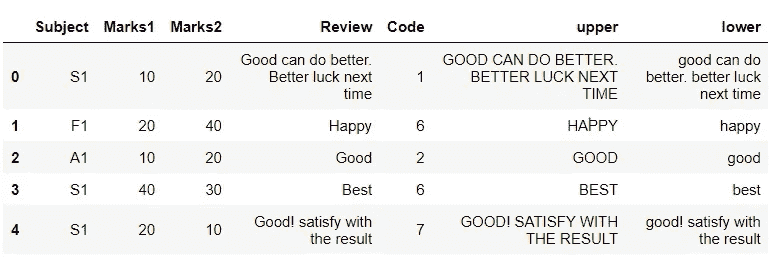 Subject Marks1 Marks2 Review Code upper lower
0 S1 10 20 Good can do better. Better luck next time 1 GOOD CAN DO BETTER. BETTER LUCK NEXT TIME good can do better. better luck next time
1 F1 20 40 Happy 6 HAPPY happy
2 A1 10 20 Good 2 GOOD good
3 S1 40 30 Best 6 BEST best
4 S1 20 10 Good! satisfy with the result 7 GOOD! SATISFY WITH THE RESULT good! satisfy with the result